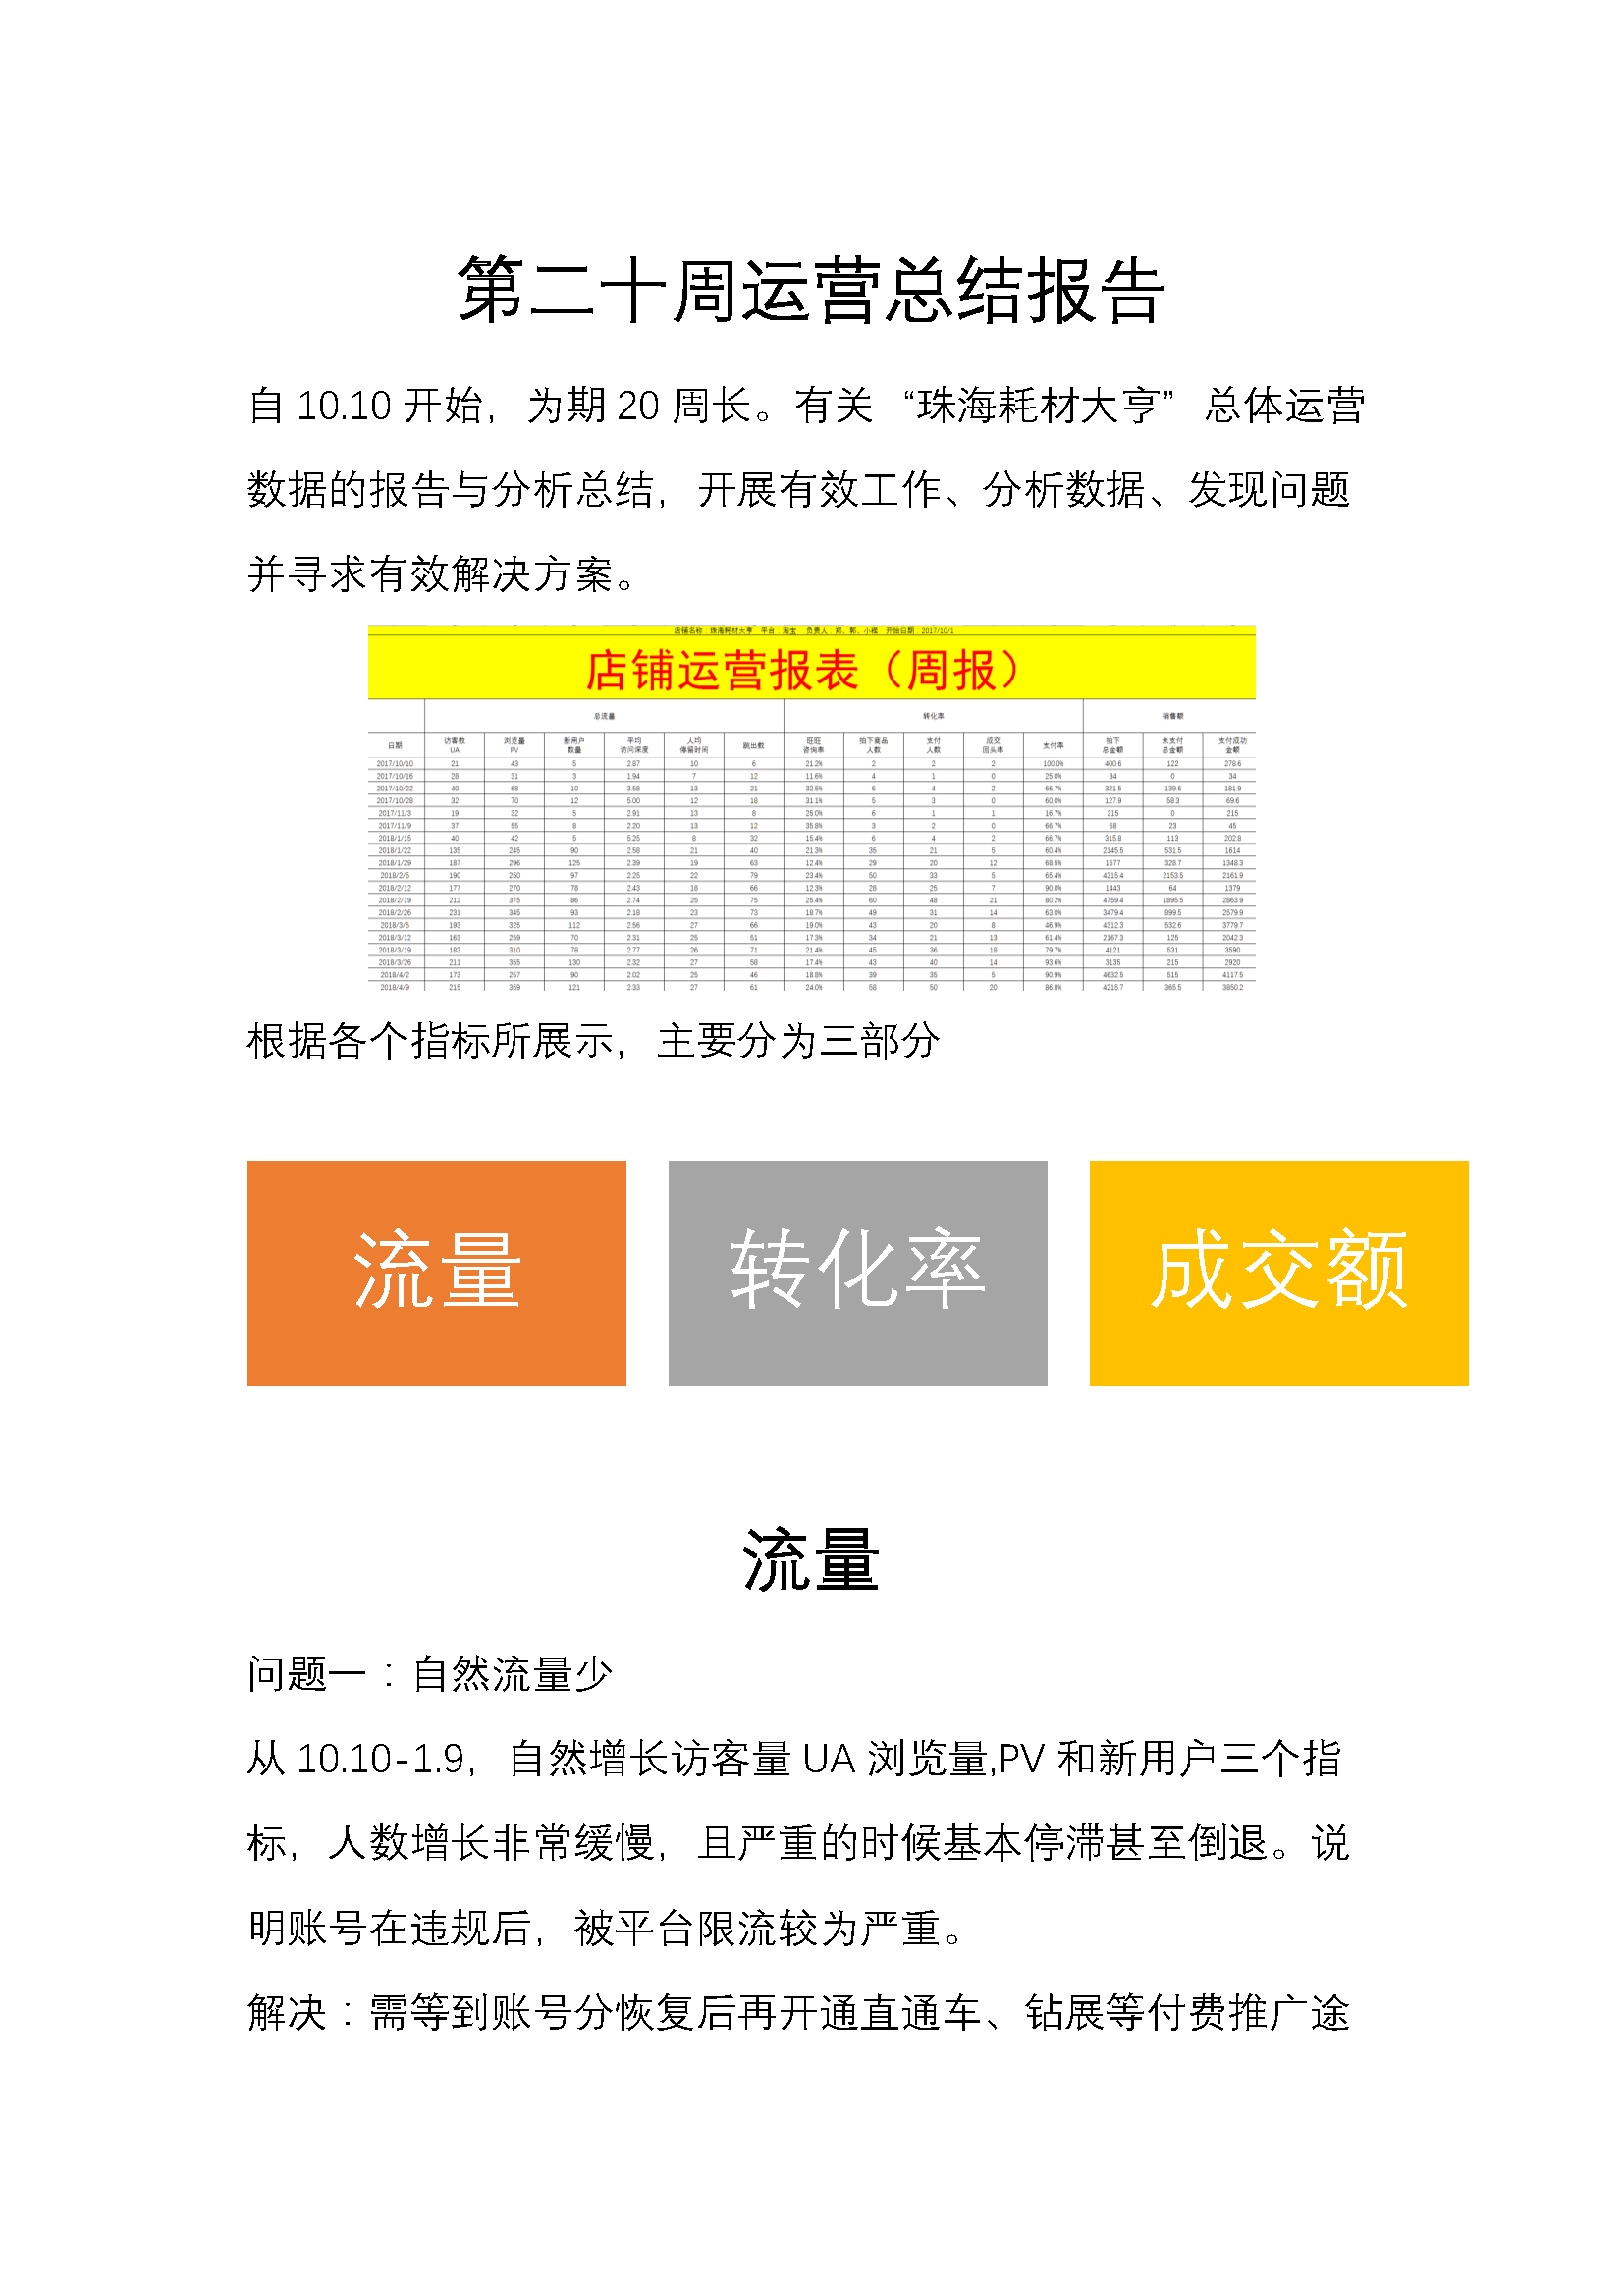 第二十周运营总结报告
自 10.10 开始，为期 20 周长。有关“珠海耗材大亨”总体运营
数据的报告与分析总结，开展有效工作、分析数据、发现问题
并寻求有效解决方案。
店铺名称：珠海耗材大亨 平台：淘宝 负责人：郑、郭、小稚 开始日期：2017/10/1
店铺运营报表（周报）
总流量 转化率 销售额
日期 访客数 UA 浏览量 PV 新用户数量 平均访问深度 人均停留时间 跳出数 旺旺咨询率 拍下商品人数 支付人数 成交回头率 支付率 拍下总金额 未支付总金额 支付成功金额
2017/10/10 21 43 5 2.87 10 6 21.2% 2 2 2 100.0% 400.6 122 278.6
2017/10/16 28 31 3 1.94 7 12 11.6% 4 1 0 25.0% 34 0 34
2017/10/22 40 68 10 3.58 13 21 32.5% 6 4 2 66.7% 321.5 139.6 181.9
2017/10/28 32 70 12 5.00 12 18 31.1% 5 3 0 60.0% 127.9 58.3 69.6
2017/11/3 19 32 5 2.91 13 8 25.0% 6 1 1 16.7% 215 0 215
2017/11/9 37 55 8 2.20 13 12 35.8% 3 2 0 66.7% 68 23 45
2018/1/15 40 42 5 5.25 8 32 15.4% 6 4 2 66.7% 315.8 113 202.8
2018/1/22 135 245 90 2.58 21 40 21.3% 35 21 5 60.4% 2145.5 531.5 1614
2018/1/29 187 296 125 2.39 19 63 12.4% 29 20 12 68.5% 1677 328.7 1348.3
2018/2/5 190 250 97 2.25 22 79 23.4% 50 33 5 65.4% 4315.4 2153.5 2161.9
2018/2/12 177 270 78 2.43 18 66 12.3% 28 25 7 90.0% 1443 64 1379
2018/2/19 212 375 86 2.74 25 75 25.4% 60 48 21 80.2% 4759.4 1895.5 2863.9
2018/2/26 231 345 93 2.18 23 73 18.7% 49 31 14 63.0% 3479.4 899.5 2579.9
2018/3/5 193 325 112 2.56 27 66 19.0% 43 20 8 46.9% 4312.3 532.6 3779.7
2018/3/12 163 259 70 2.31 25 51 17.3% 34 21 13 61.4% 2167.3 125 2042.3
2018/3/19 183 310 78 2.77 26 71 21.4% 45 36 18 79.7% 4121 531 3590
2018/3/26 211 355 130 2.32 27 58 17.4% 43 40 14 93.6% 3135 215 2920
2018/4/2 173 257 90 2.02 25 46 18.8% 39 35 5 90.9% 4632.5 515 4117.5
2018/4/9 215 359 121 2.33 27 61 24.0% 58 50 20 86.8% 4215.7 365.5 3850.2
根据各个指标所展示，主要分为三部分
流量 转化率 成交额
流量
问题一：自然流量少
从 10.10-1.9，自然增长访客量 UA 浏览量,PV 和新用户三个指
标，人数增长非常缓慢，且严重的时候基本停滞甚至倒退。说
明账号在违规后，被平台限流较为严重。
解决：需等到账号分恢复后再开通直通车、钻展等付费推广途